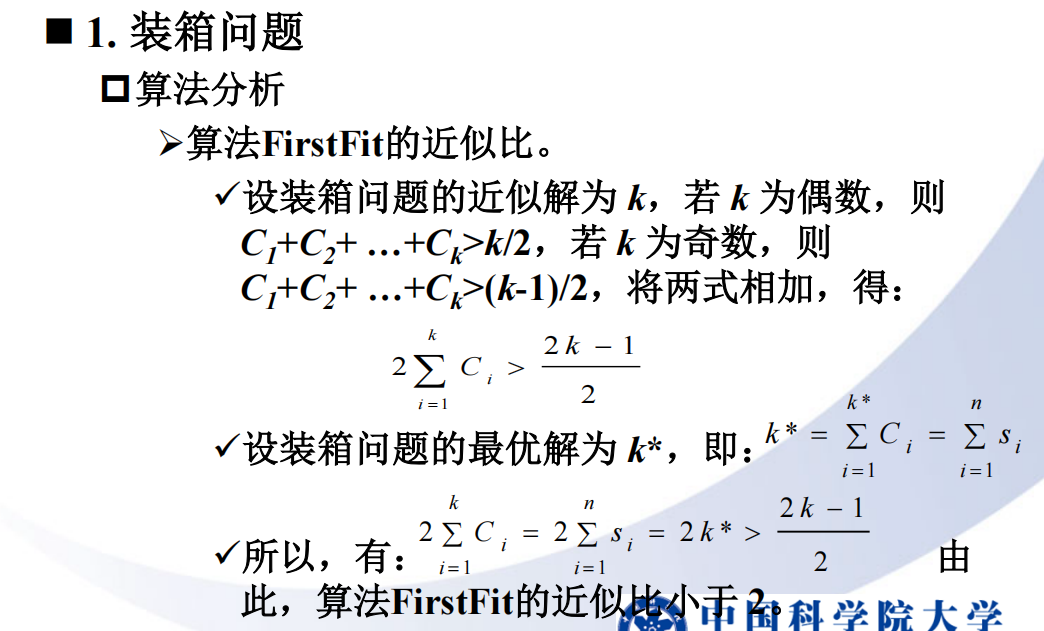 ■ 1. 装箱问题
算法分析
➢算法FirstFit的近似比。
✓设装箱问题的近似解为 k，若 k 为偶数，则
C₁+C₂+ …+Cₖ>k/2，若 k 为奇数，则
C₁+C₂+ …+Cₖ>(k-1)/2，将两式相加，得：
2∑_{i=1}^{k} C_i > (2k − 1)/2
✓设装箱问题的最优解为 k*，即：k* = ∑_{i=1}^{k*} C_i = ∑_{i=1}^{n} s_i
✓所以，有：2∑_{i=1}^{k} C_i = 2∑_{i=1}^{n} s_i = 2k* > (2k − 1)/2 由
此，算法FirstFit的近似比小于 2。
中国科学院大学